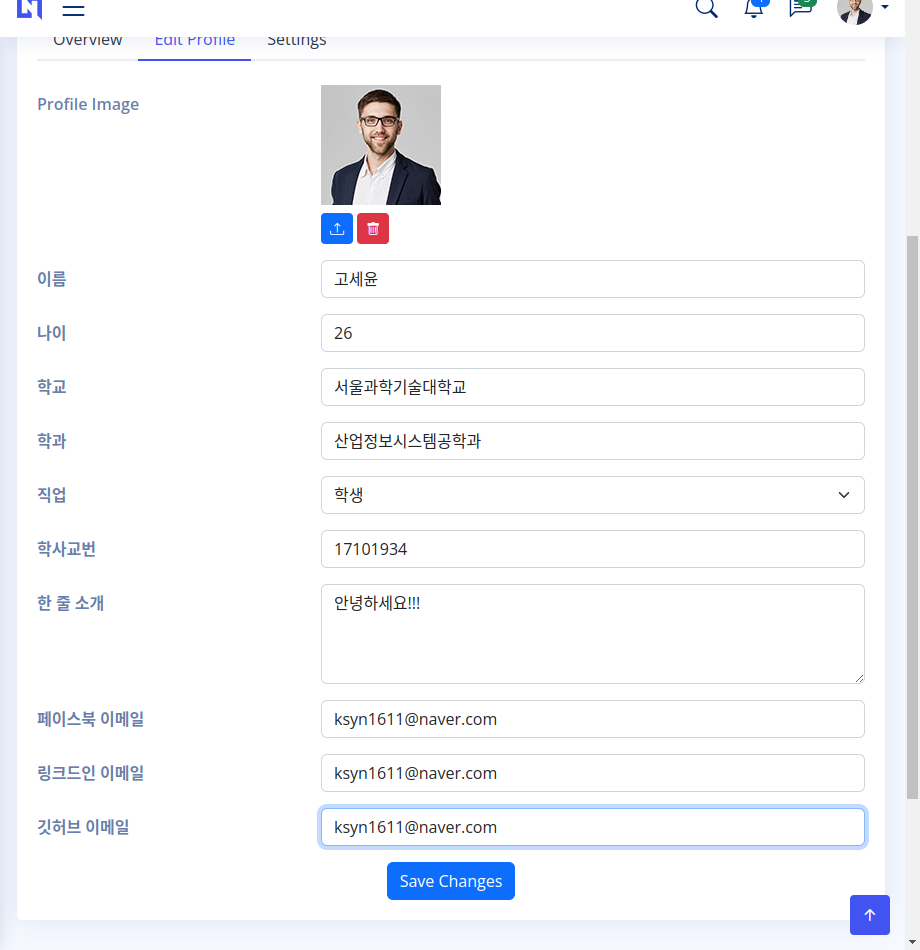 Overview Edit Profile Settings
Profile Image
이름 고세윤
나이 26
학교 서울과학기술대학교
학과 산업정보시스템공학과
직업 학생
학사교번 17101934
한 줄 소개 안녕하세요!!!
페이스북 이메일 ksyn1611@naver.com
링크드인 이메일 ksyn1611@naver.com
깃허브 이메일 ksyn1611@naver.com
Save Changes